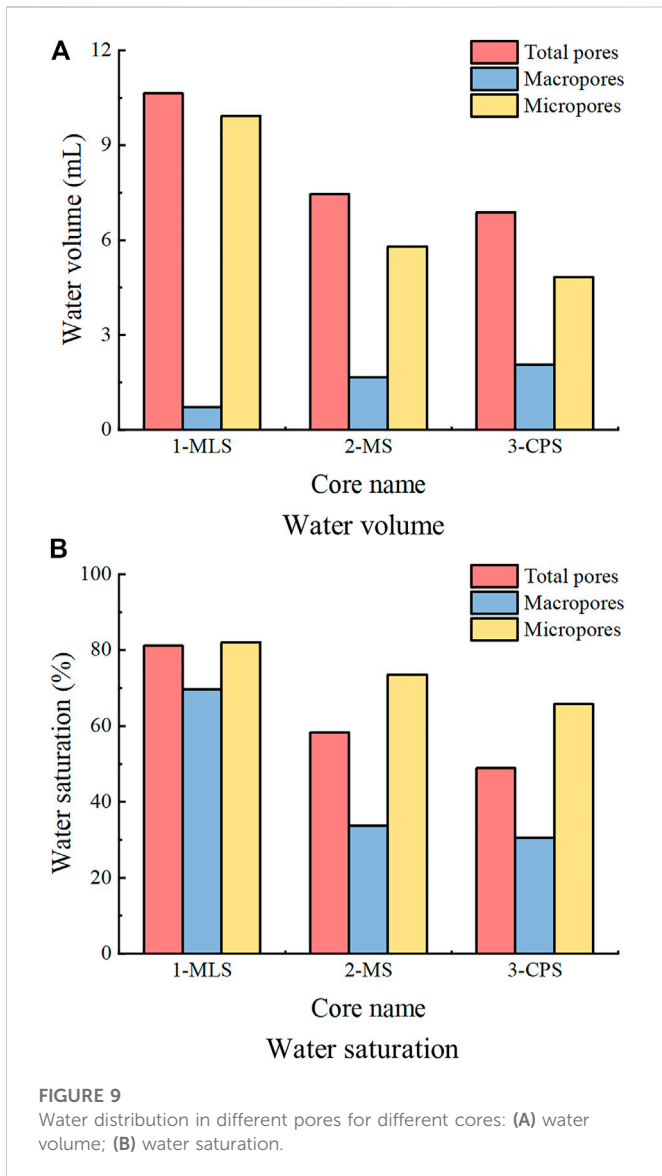 A
Water volume (mL)
12
9
6
3
0
Total pores
Macropores
Micropores
1-MLS 2-MS 3-CPS
Core name
Water volume
B
Water saturation (%)
100
80
60
40
20
0
Total pores
Macropores
Micropores
1-MLS 2-MS 3-CPS
Core name
Water saturation
FIGURE 9
Water distribution in different pores for different cores: (A) water
volume; (B) water saturation.